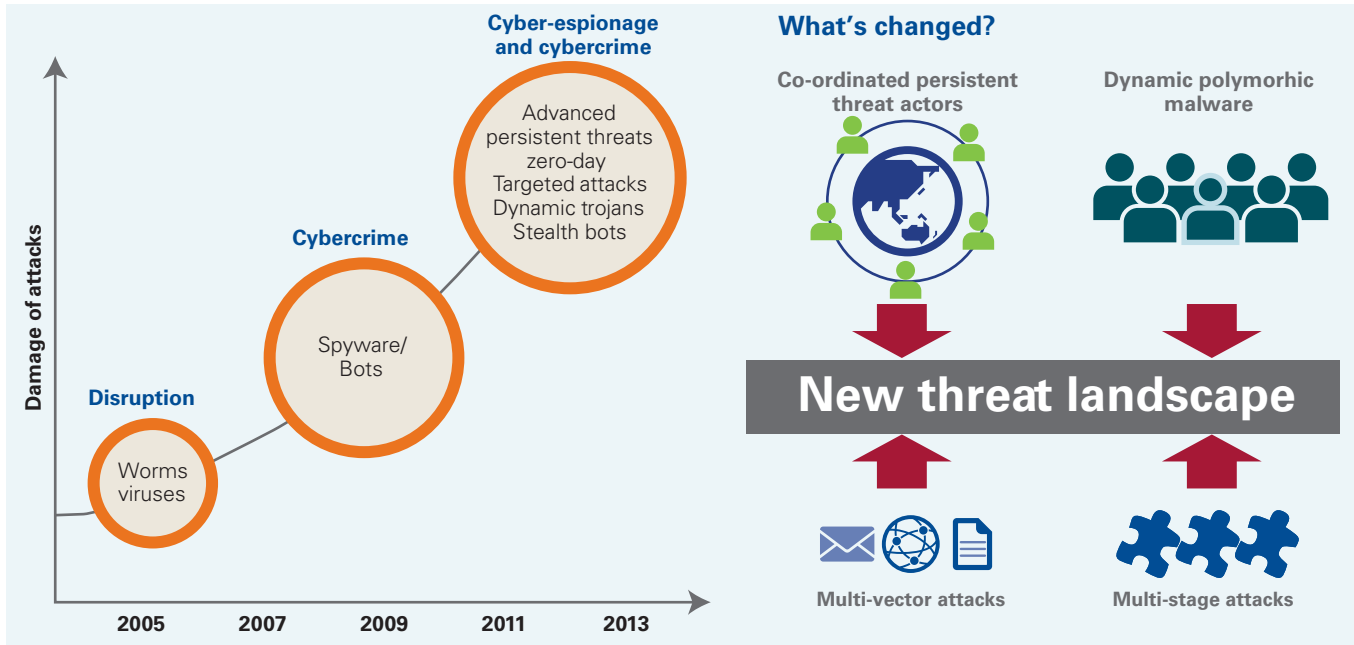 Cyber-espionage
and cybercrime
Advanced
persistent threats
zero-day
Targeted attacks
Dynamic trojans
Stealth bots
Cybercrime
Spyware/
Bots
Disruption
Worms
viruses
Damage of attacks
2005 2007 2009 2011 2013
What's changed?
Co-ordinated persistent
threat actors
Dynamic polymorhic
malware
New threat landscape
Multi-vector attacks
Multi-stage attacks